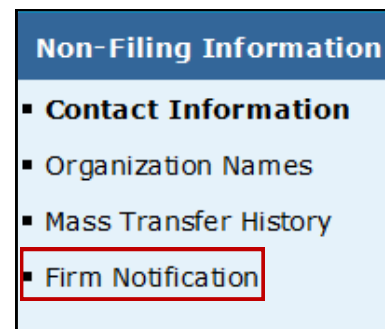 Non-Filing Information
Contact Information
Organization Names
Mass Transfer History
Firm Notification